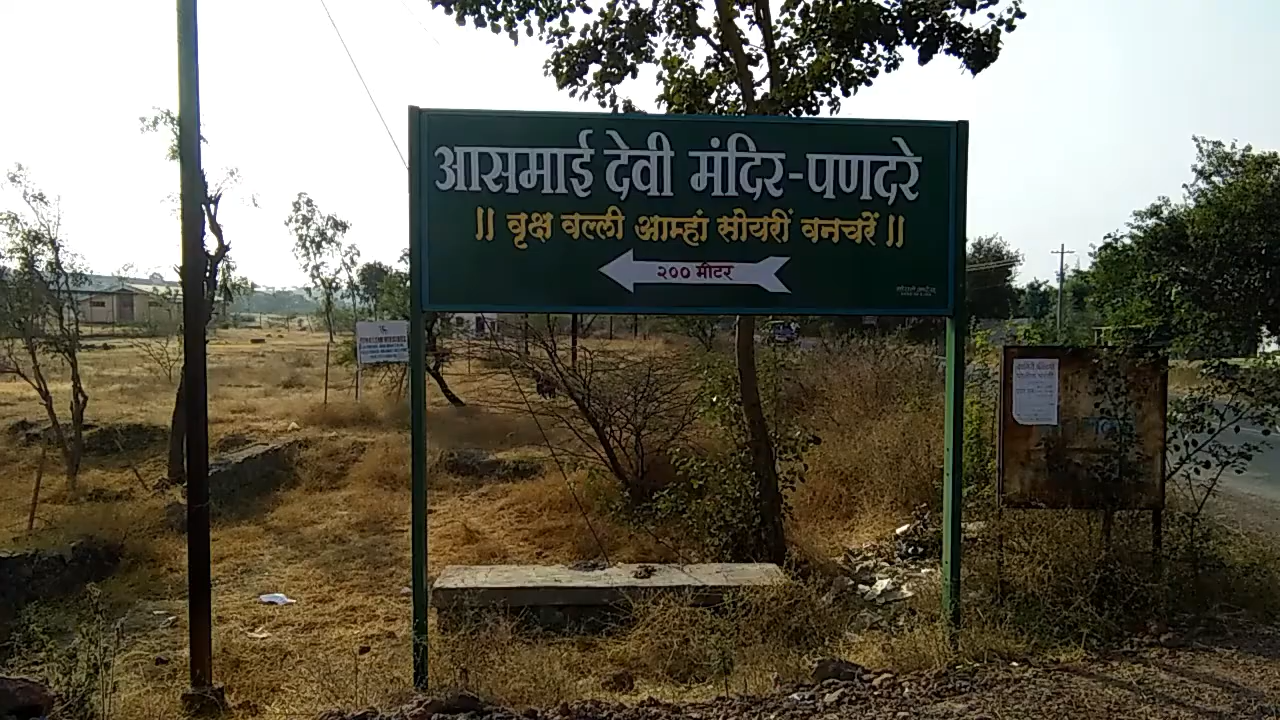 आसमाई देवी मंदिर-पणदरे
॥ वृक्ष वल्ली आम्हां सोयरीं वनचरें ॥
२०० मीटर